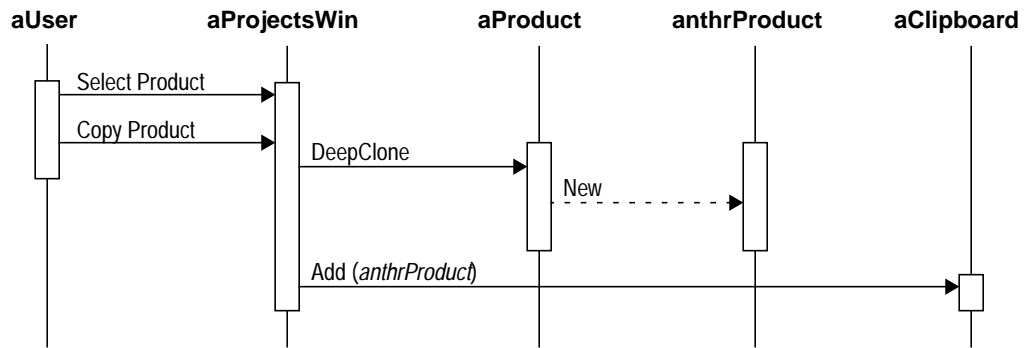 aUser aProjectsWin aProduct anthrProduct aClipboard
Select Product
Copy Product
DeepClone
New
Add (anthrProduct)